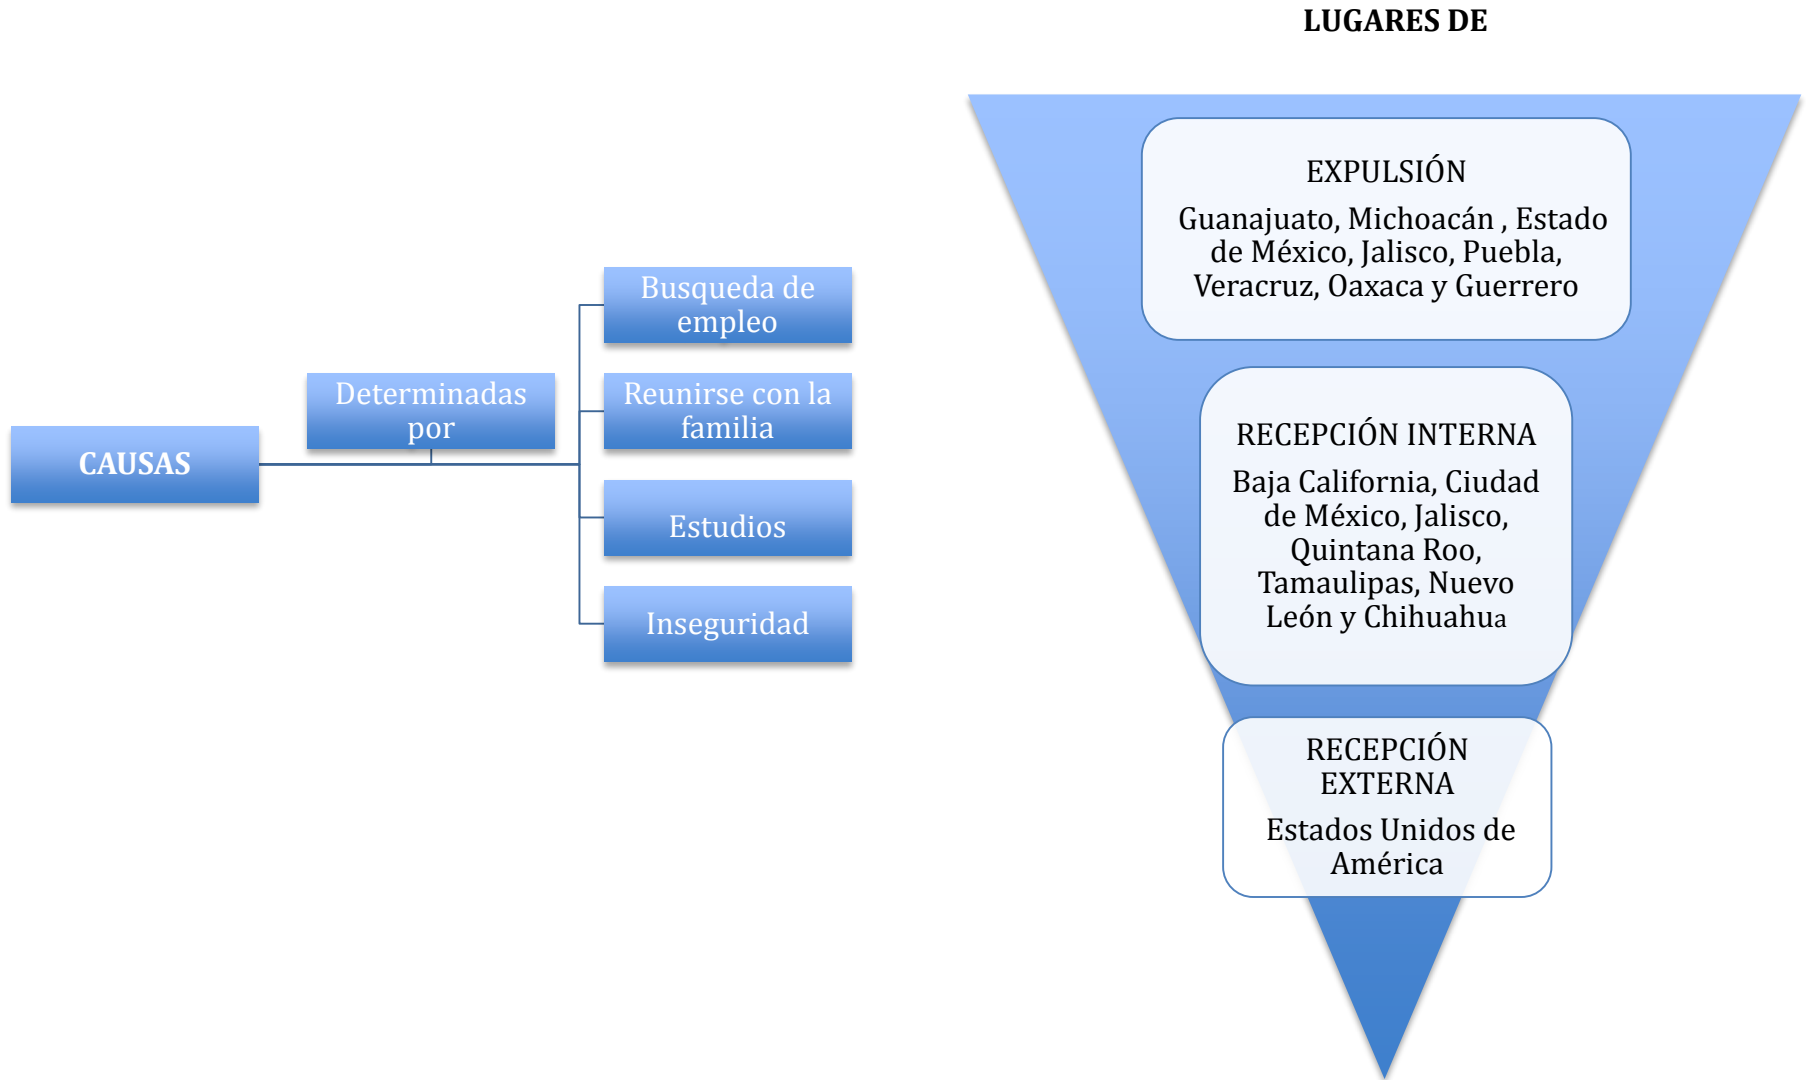 CAUSAS
Determinadas
por
Busqueda de
empleo
Reunirse con la
familia
Estudios
Inseguridad
LUGARES DE
EXPULSIÓN
Guanajuato, Michoacán , Estado
de México, Jalisco, Puebla,
Veracruz, Oaxaca y Guerrero
RECEPCIÓN INTERNA
Baja California, Ciudad
de México, Jalisco,
Quintana Roo,
Tamaulipas, Nuevo
León y Chihuahua
RECEPCIÓN
EXTERNA
Estados Unidos de
América